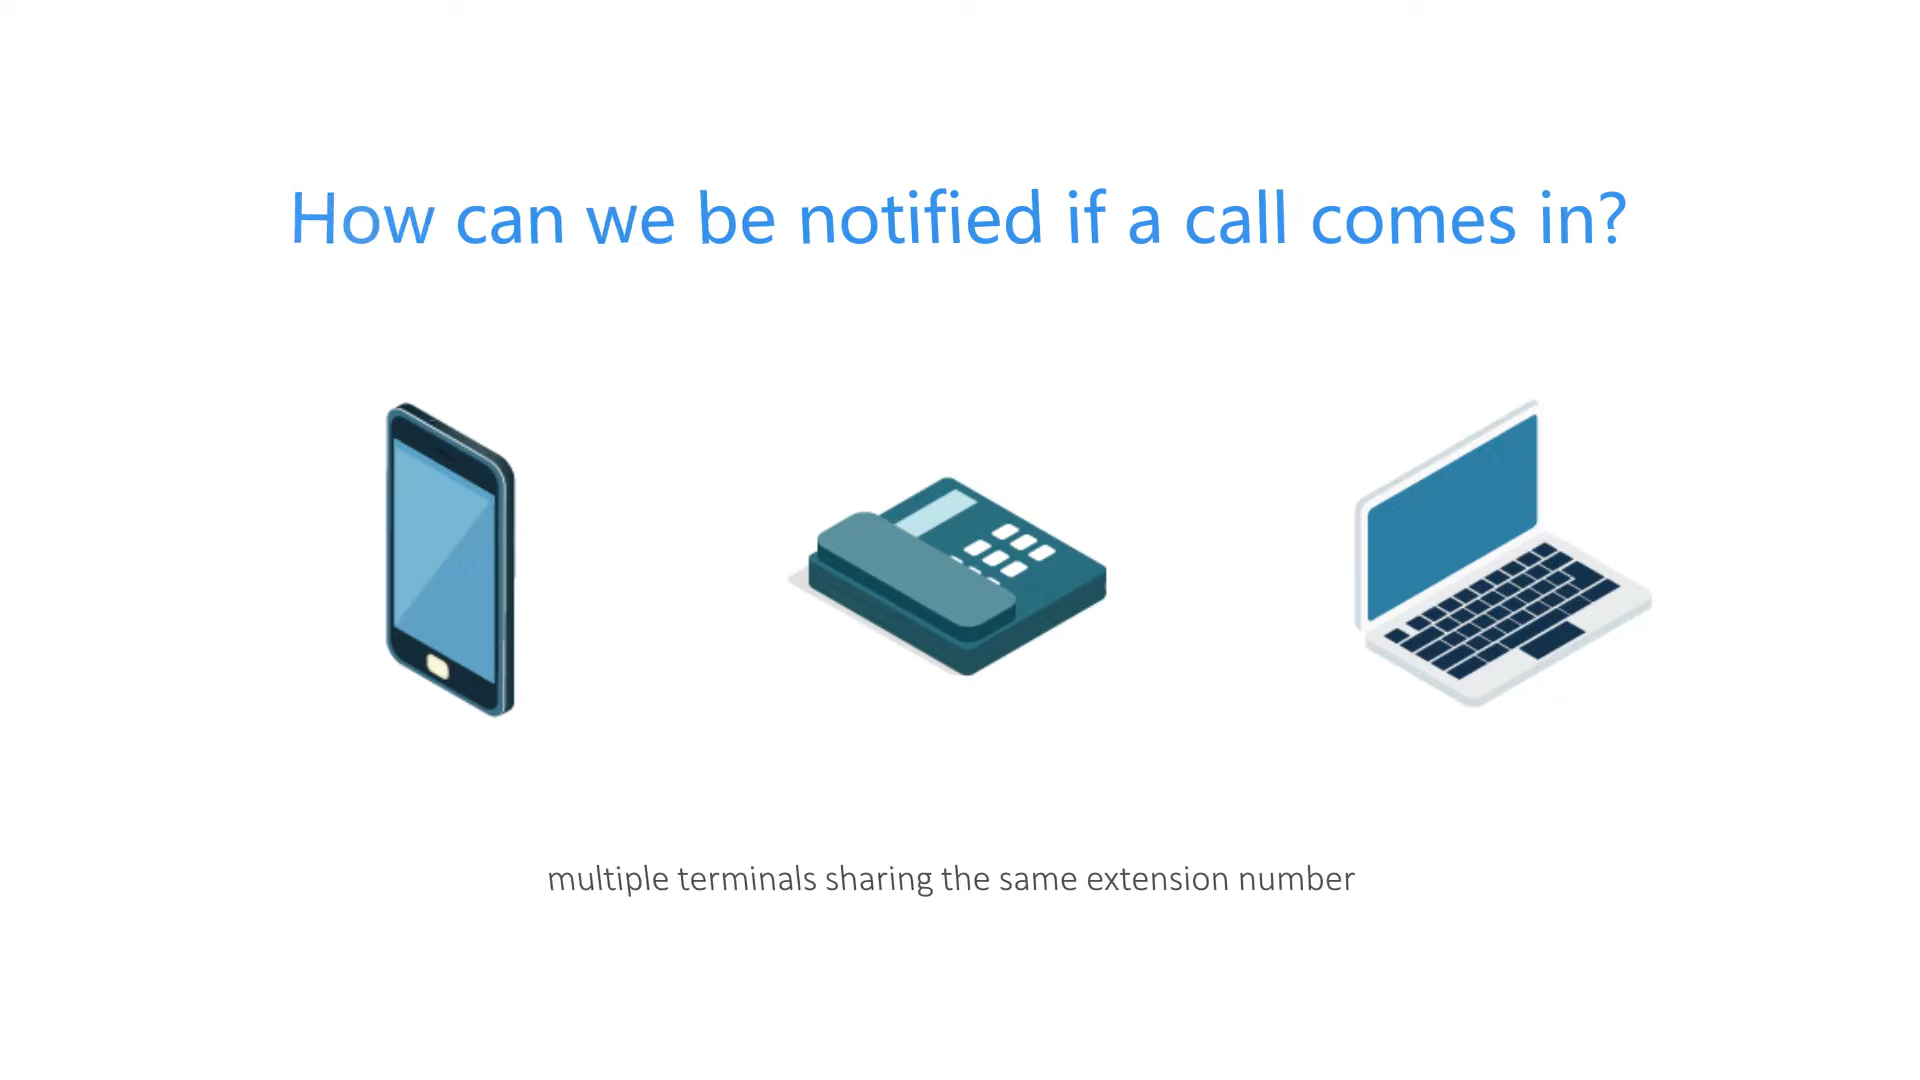 How can we be notified if a call comes in?
multiple terminals sharing the same extension number